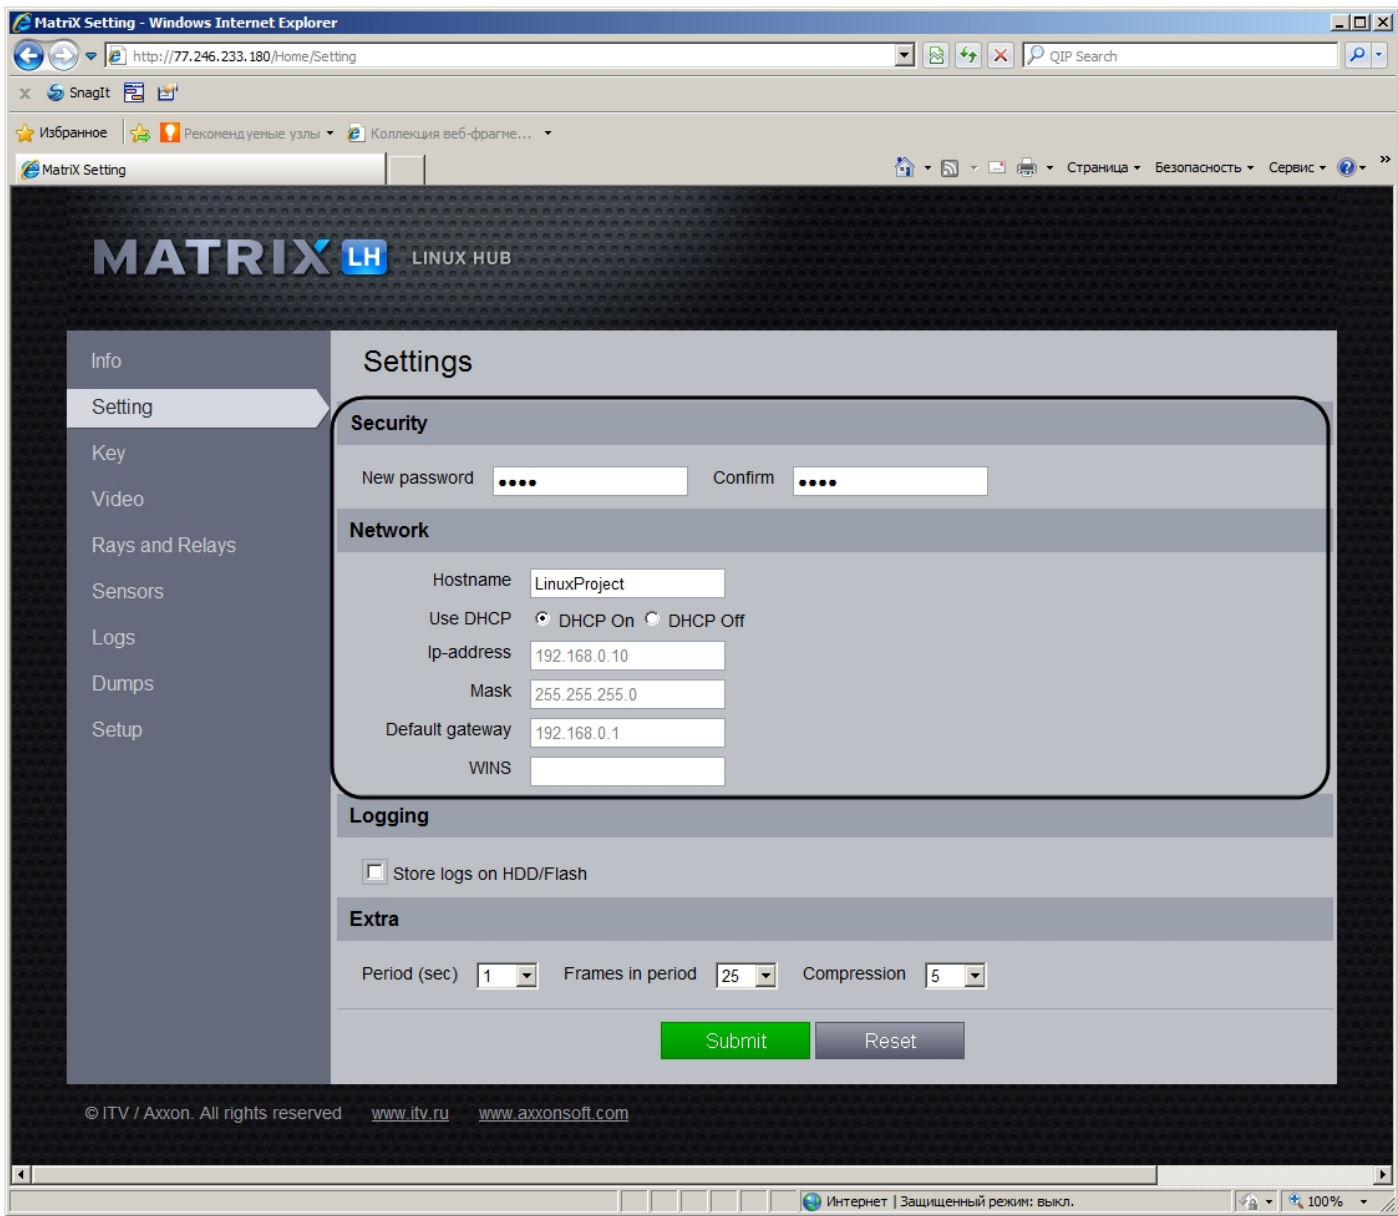 MatriX Setting - Windows Internet Explorer
http://77.246.233.180/Home/Setting
QIP Search
x SnagIt
Избранное Рекомендуемые узлы Коллекция веб-фрагме...
MatriX Setting Страница Безопасность Сервис »
MATRIX LH LINUX HUB
Info
Setting
Key
Video
Rays and Relays
Sensors
Logs
Dumps
Setup
Settings
Security
New password •••• Confirm ••••
Network
Hostname LinuxProject
Use DHCP DHCP On DHCP Off
Ip-address 192.168.0.10
Mask 255.255.255.0
Default gateway 192.168.0.1
WINS
Logging
Store logs on HDD/Flash
Extra
Period (sec) 1 Frames in period 25 Compression 5
Submit Reset
© ITV / Axxon. All rights reserved www.itv.ru www.axxonsoft.com
Интернет | Защищенный режим: выкл. 100%